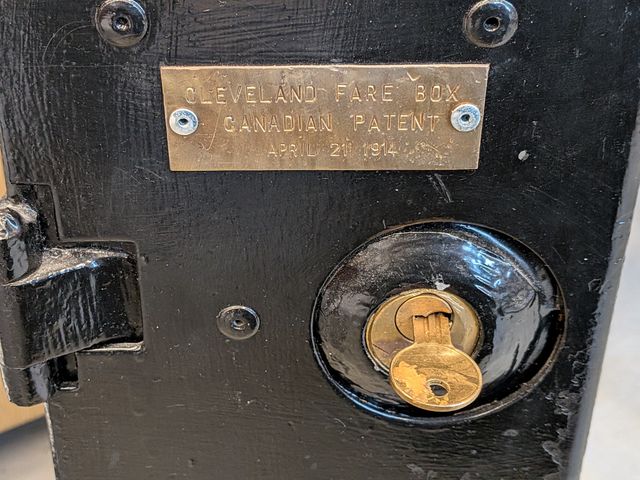 CLEVELAND FARE BOX
CANADIAN PATENT
APRIL 21 1914